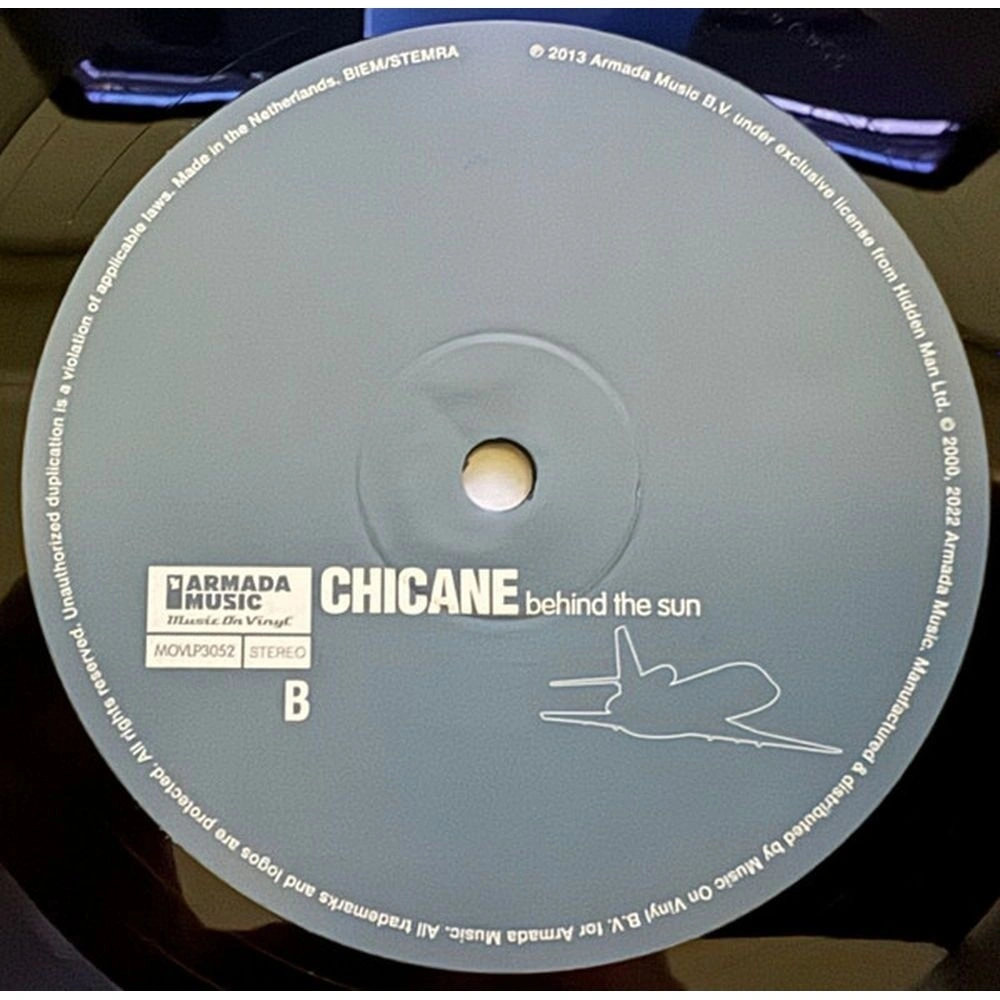 ℗ 2013 Armada Music B.V. under exclusive license from Hidden Man Ltd. © 2000, 2022 Armada Music. Manufactured & distributed by Music On Vinyl B.V. for Armada Music. All trademarks and logos are protected. All rights reserved. Unauthorized duplication is a violation of applicable laws. Made in the Netherlands. BIEM/STEMRA
ARMADA
MUSIC
Music On Vinyl
MOVLP3052 STEREO
CHICANE behind the sun
B